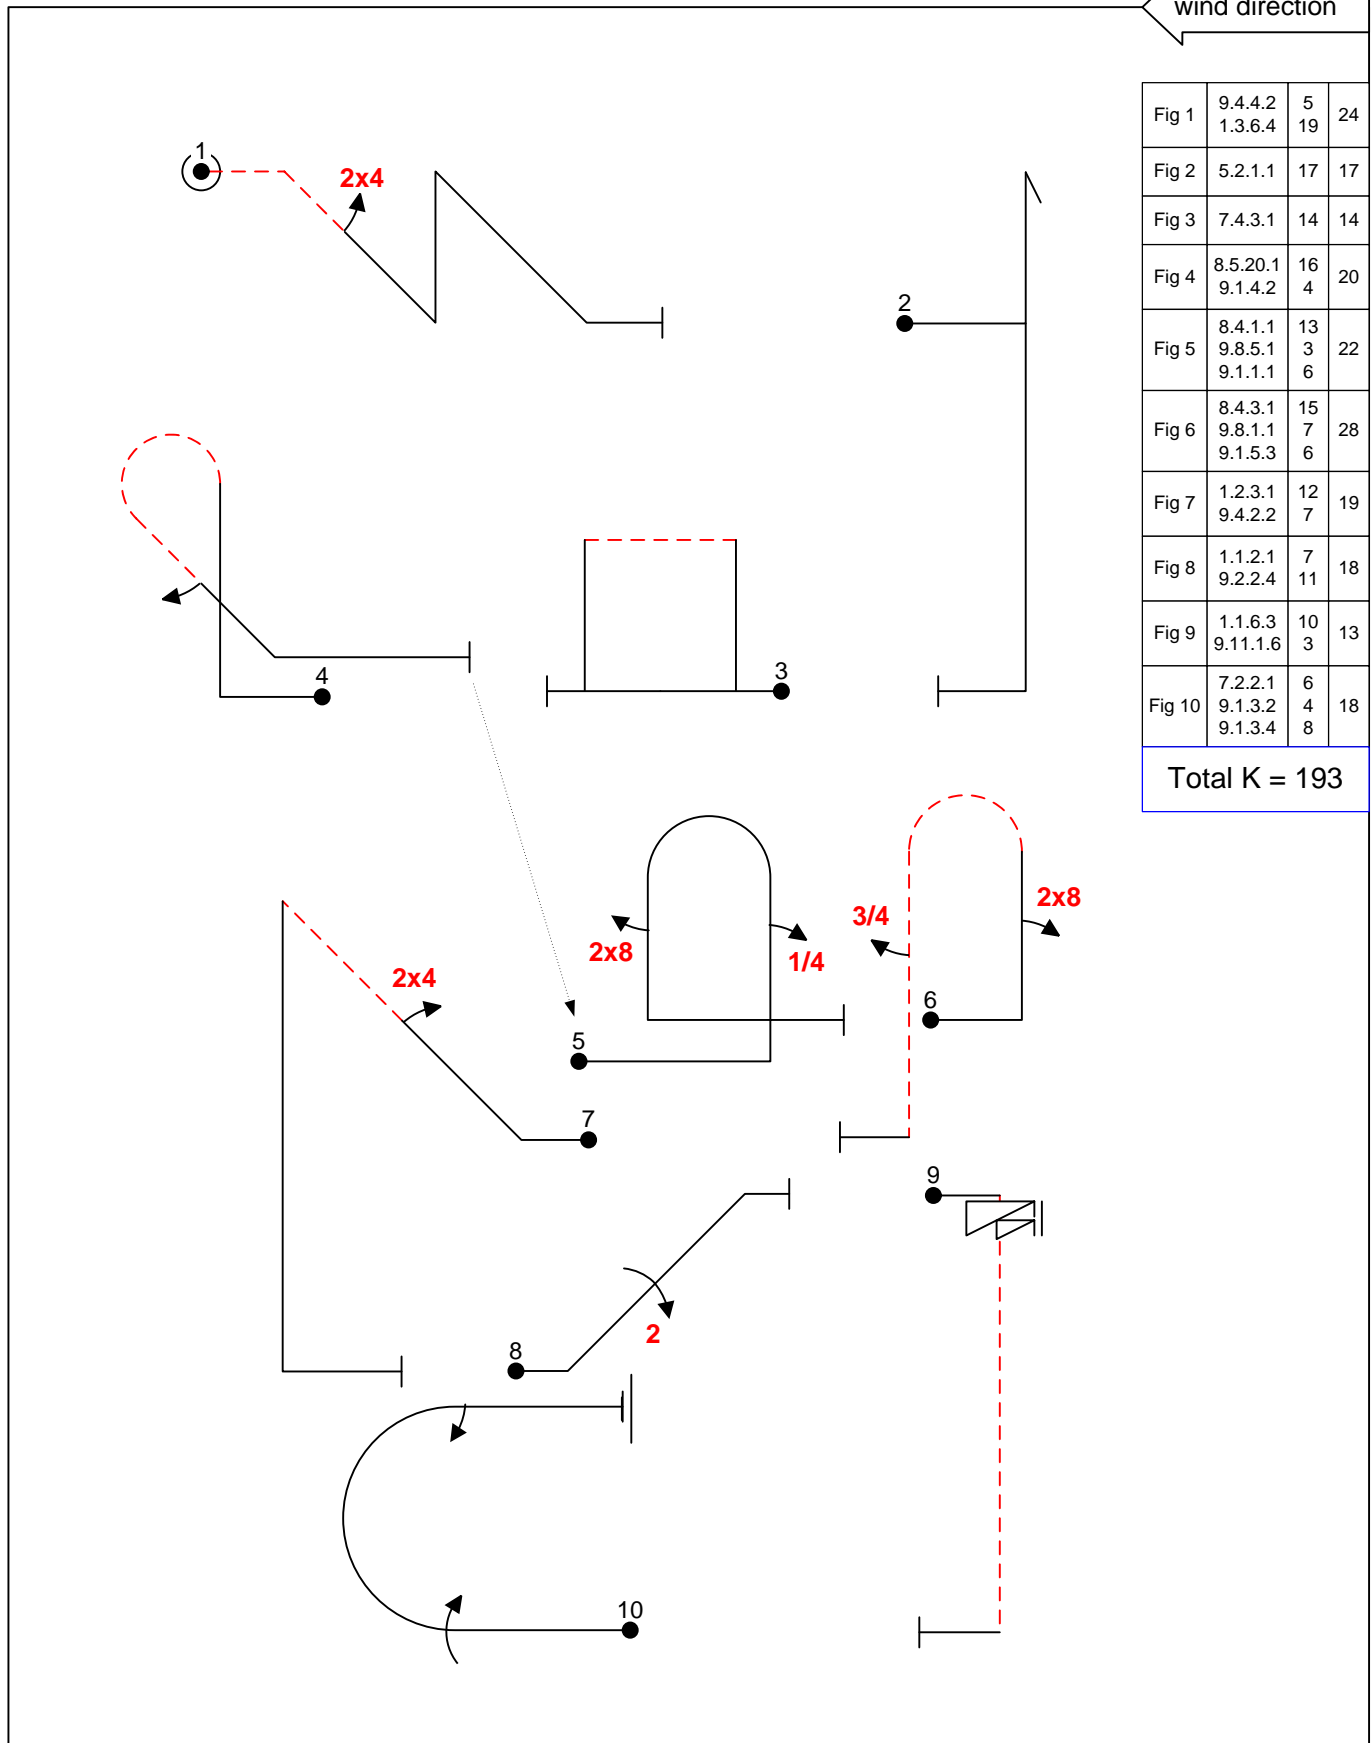 wind direction
Fig 1 9.4.4.2 5 24
1.3.6.4 19
Fig 2 5.2.1.1 17 17
Fig 3 7.4.3.1 14 14
Fig 4 8.5.20.1 16 20
9.1.4.2 4
Fig 5 8.4.1.1 13 22
9.8.5.1 3
9.1.1.1 6
Fig 6 8.4.3.1 15 28
9.8.1.1 7
9.1.5.3 6
Fig 7 1.2.3.1 12 19
9.4.2.2 7
Fig 8 1.1.2.1 7 18
9.2.2.4 11
Fig 9 1.1.6.3 10 13
9.11.1.6 3
Fig 10 7.2.2.1 6 18
9.1.3.2 4
9.1.3.4 8
Total K = 193
1
2x4
2
3
4
5
2x8
1/4
6
3/4
2x8
7
2x4
8
2
9
10